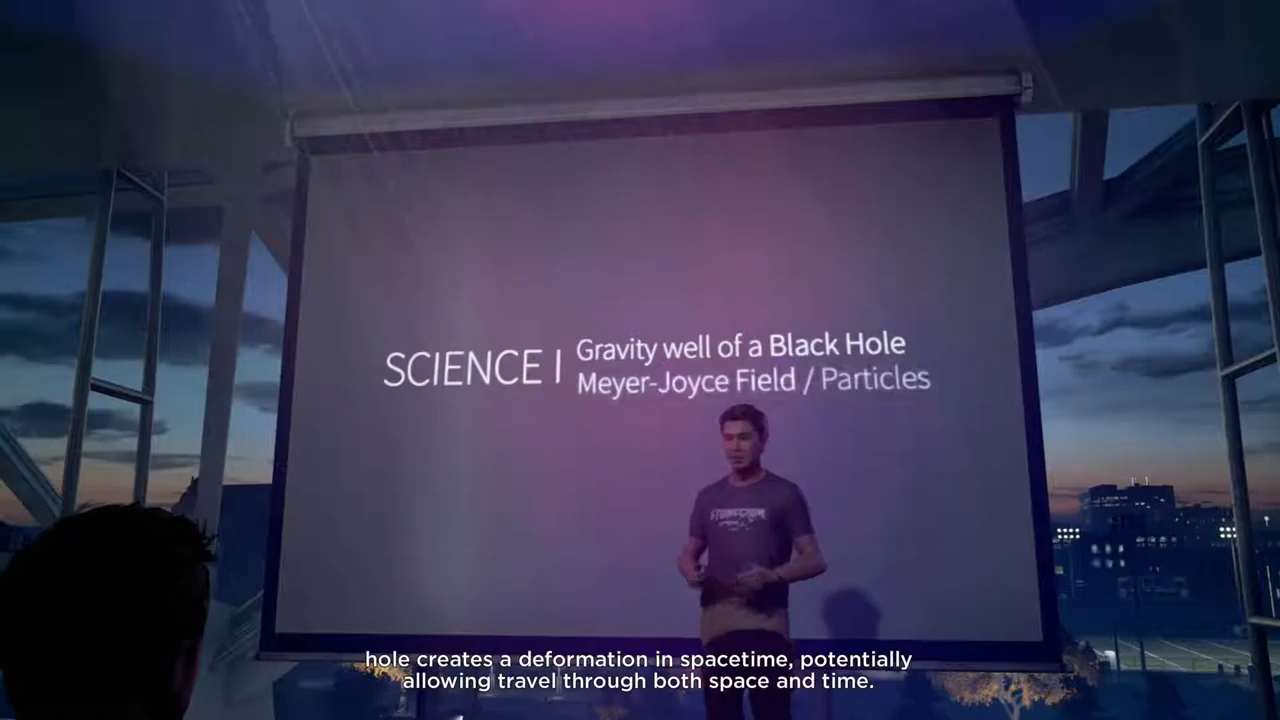 SCIENCE |
Gravity well of a Black Hole
Meyer-Joyce Field / Particles
hole creates a deformation in spacetime, potentially
allowing travel through both space and time.